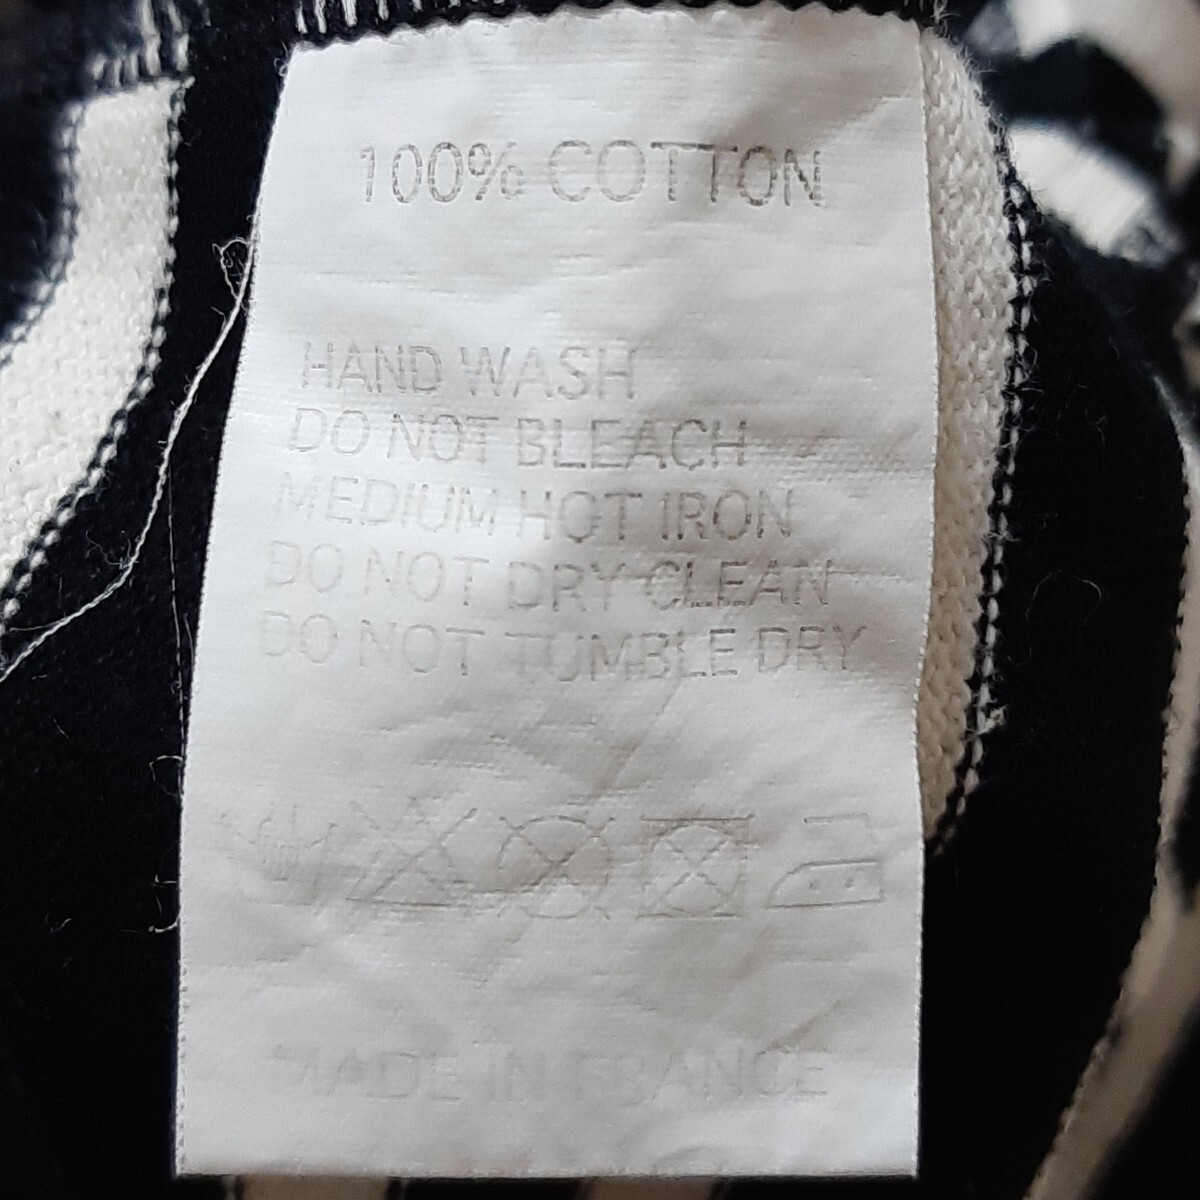 100% COTTON
HAND WASH
DO NOT BLEACH
MEDIUM HOT IRON
DO NOT DRY CLEAN
DO NOT TUMBLE DRY
MADE IN FRANCE